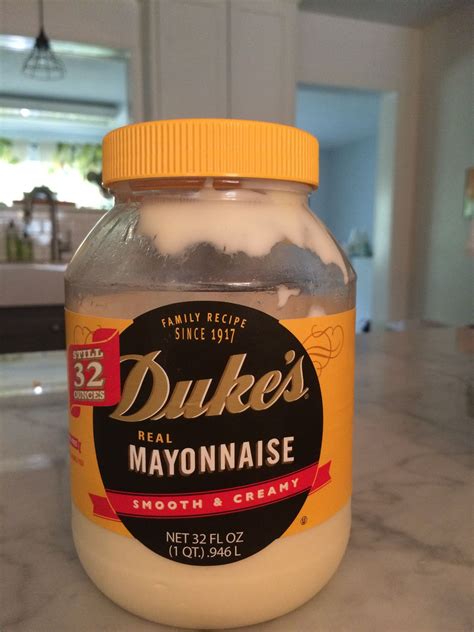 FAMILY RECIPE
SINCE 1917
STILL
32
OUNCES
Duke's
REAL
MAYONNAISE
SMOOTH & CREAMY
NET 32 FL OZ
(1 QT.) .946 L